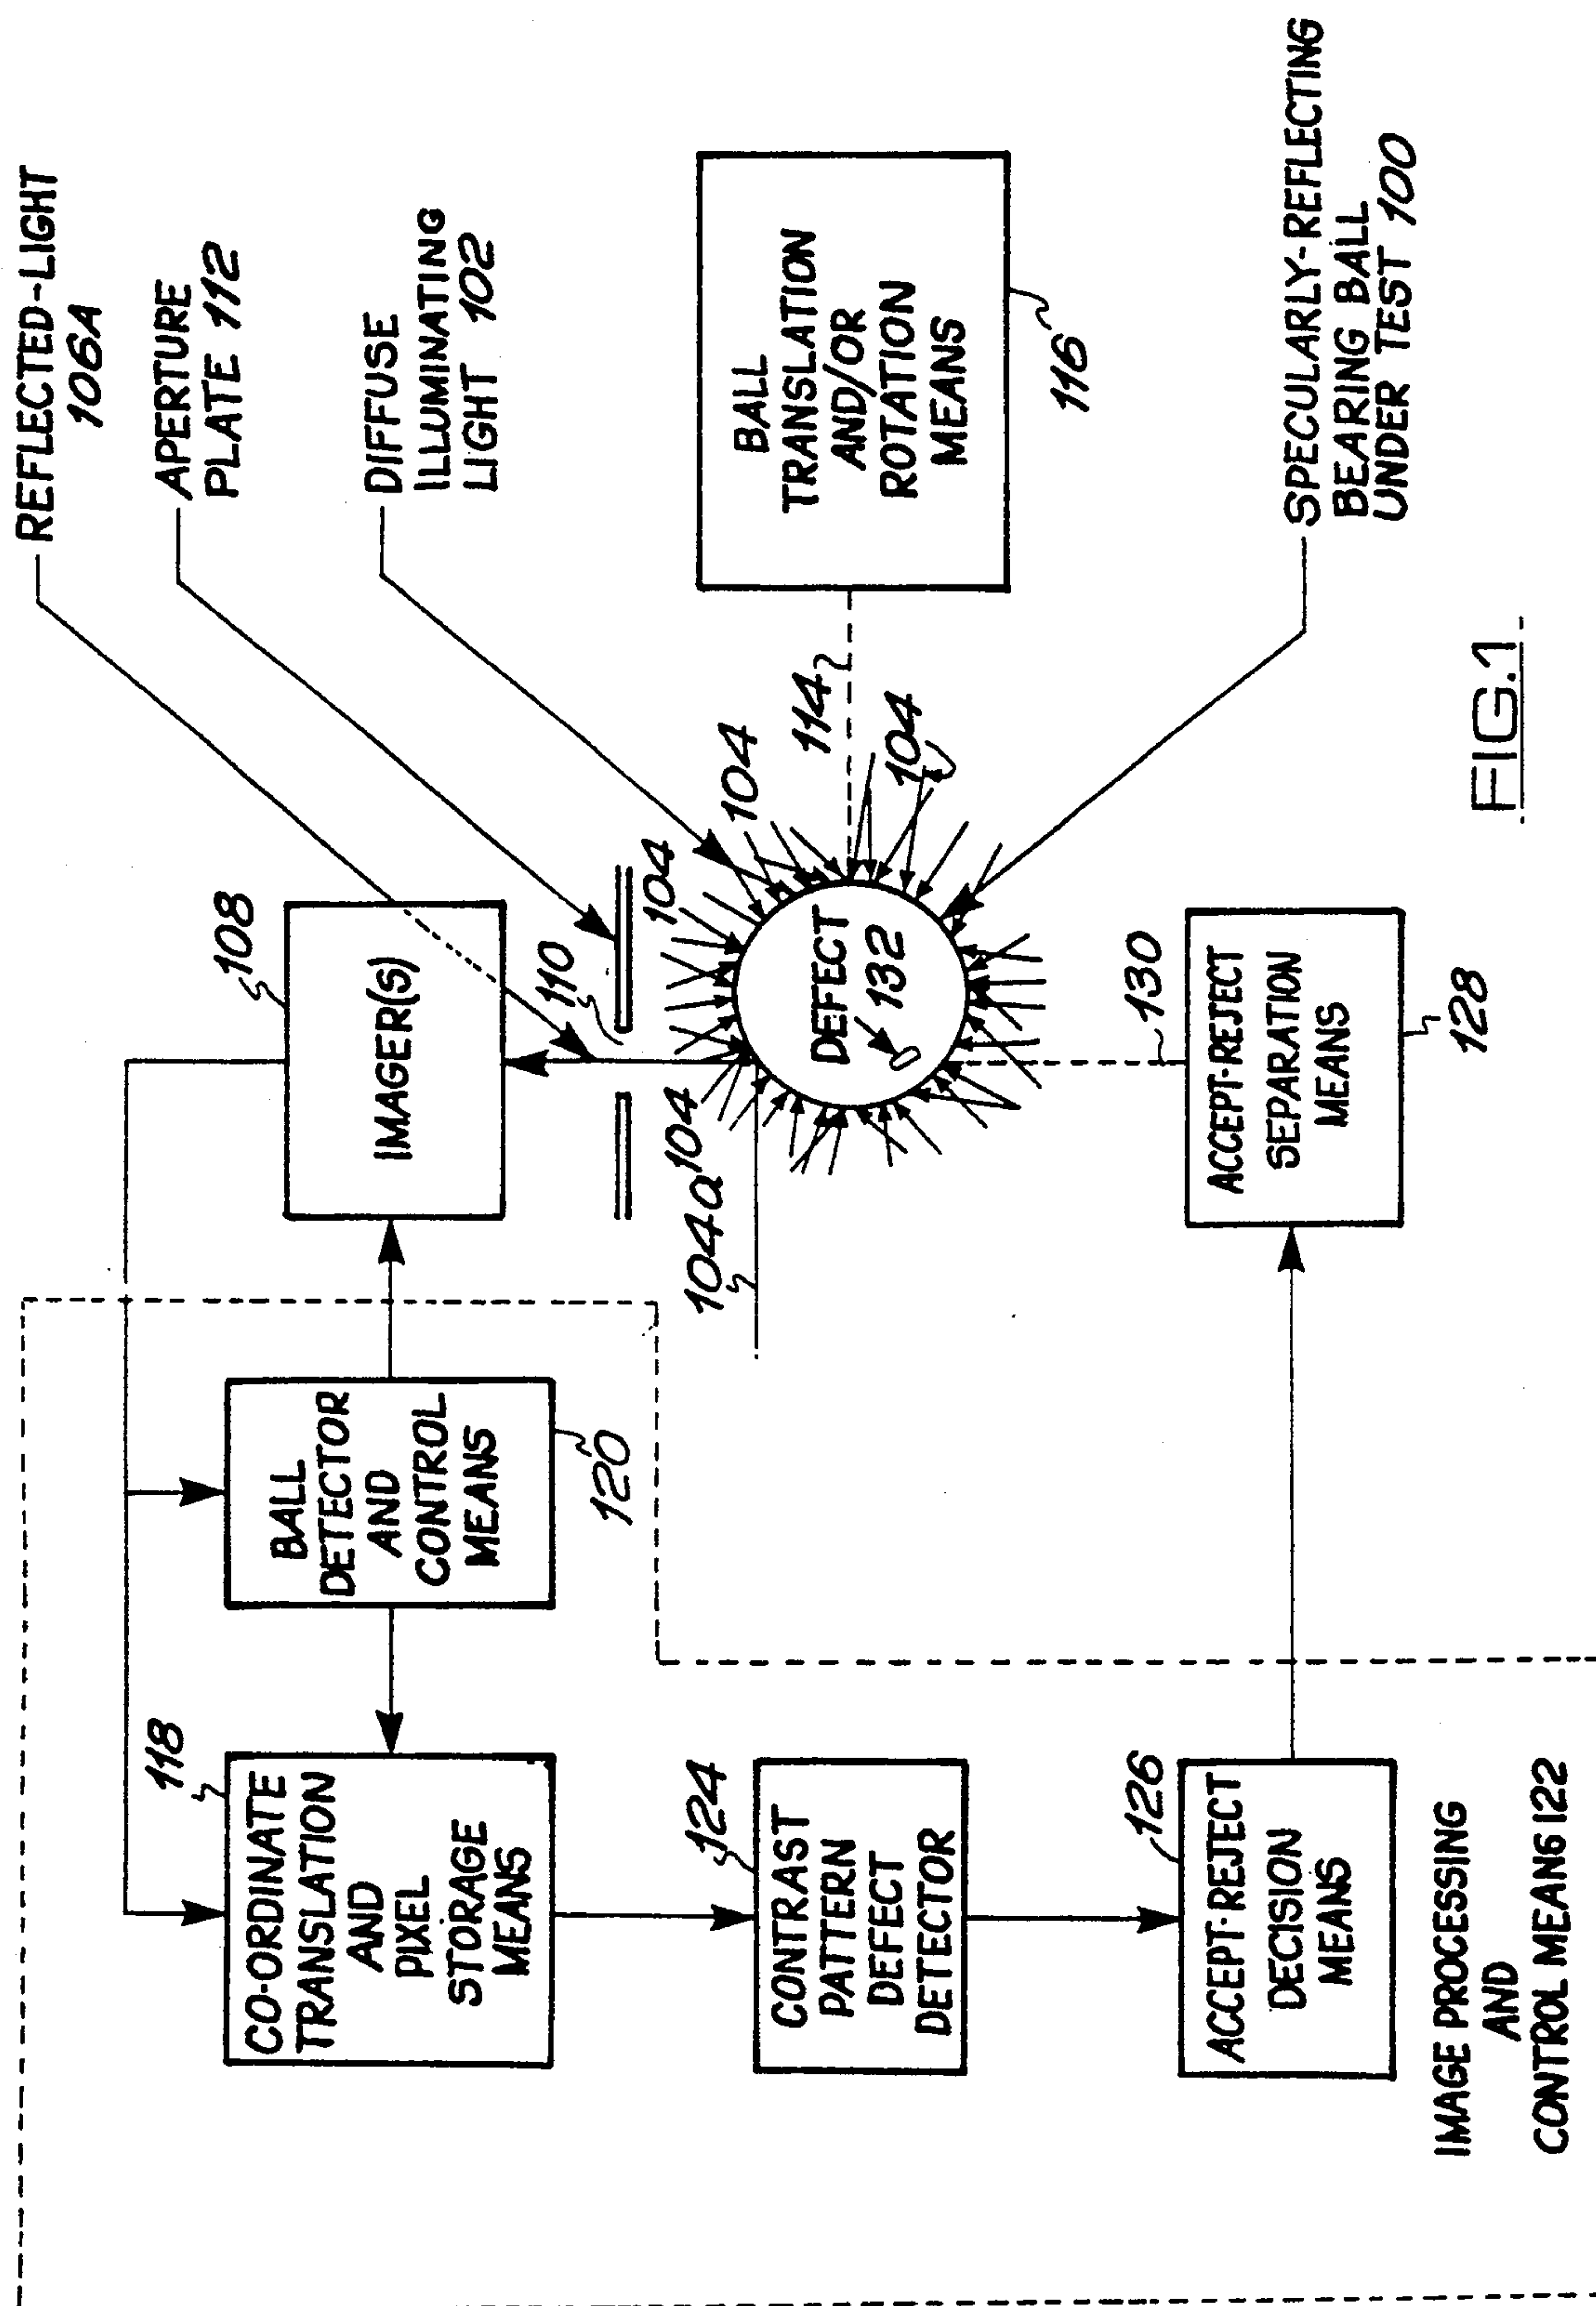 REFLECTED-LIGHT
106A
APERTURE
PLATE 112
DIFFUSE
ILLUMINATING
LIGHT 102
108
IMAGER(S)
110
104
104
104
104
104a
114
BALL
TRANSLATION
AND/OR
ROTATION
MEANS
116
DEFECT
132
SPECULARLY-REFLECTING
BEARING BALL
UNDER TEST 100
118
CO-ORDINATE
TRANSLATION
AND
PIXEL
STORAGE
MEANS
BALL
DETECTOR
AND
CONTROL
MEANS
120
124
CONTRAST
PATTERN
DEFECT
DETECTOR
126
ACCEPT-REJECT
DECISION
MEANS
130
ACCEPT-REJECT
SEPARATION
MEANS
128
IMAGE PROCESSING
AND
CONTROL MEANS 122
FIG.1